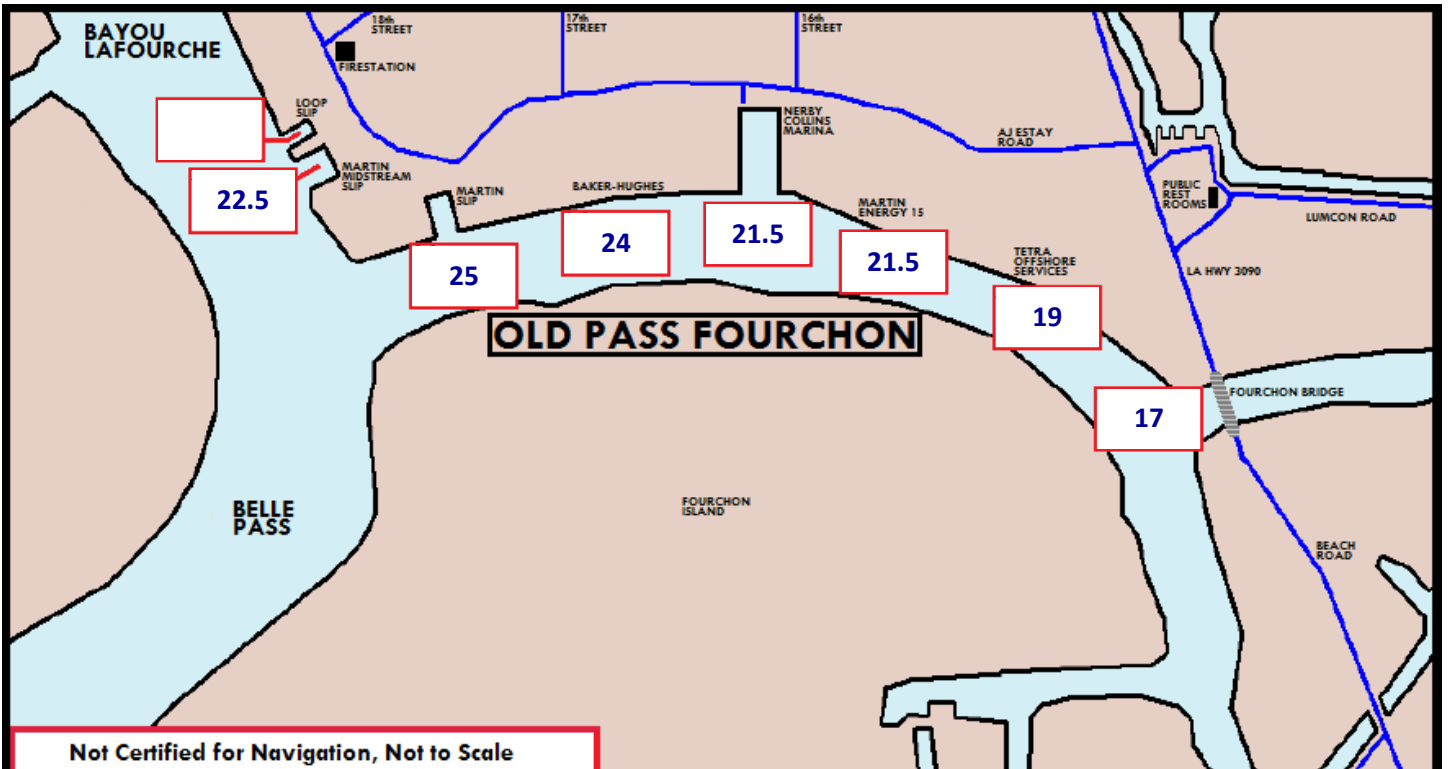 BAYOU
LAFOURCHE
18th
STREET
17th
STREET
16th
STREET
FIRESTATION
LOOP
SLIP
NERBY
COLLINS
MARINA
AJ ESTAY
ROAD
MARTIN
MIDSTREAM
SLIP
22.5
MARTIN
SLIP
BAKER-HUGHES
MARTIN
ENERGY 15
PUBLIC
REST
ROOMS
LUMCON ROAD
25
24
21.5
21.5
TETRA
OFFSHORE
SERVICES
19
LA HWY 3090
OLD PASS FOURCHON
17
FOURCHON BRIDGE
BELLE
PASS
FOURCHON
ISLAND
BEACH
ROAD
Not Certified for Navigation, Not to Scale